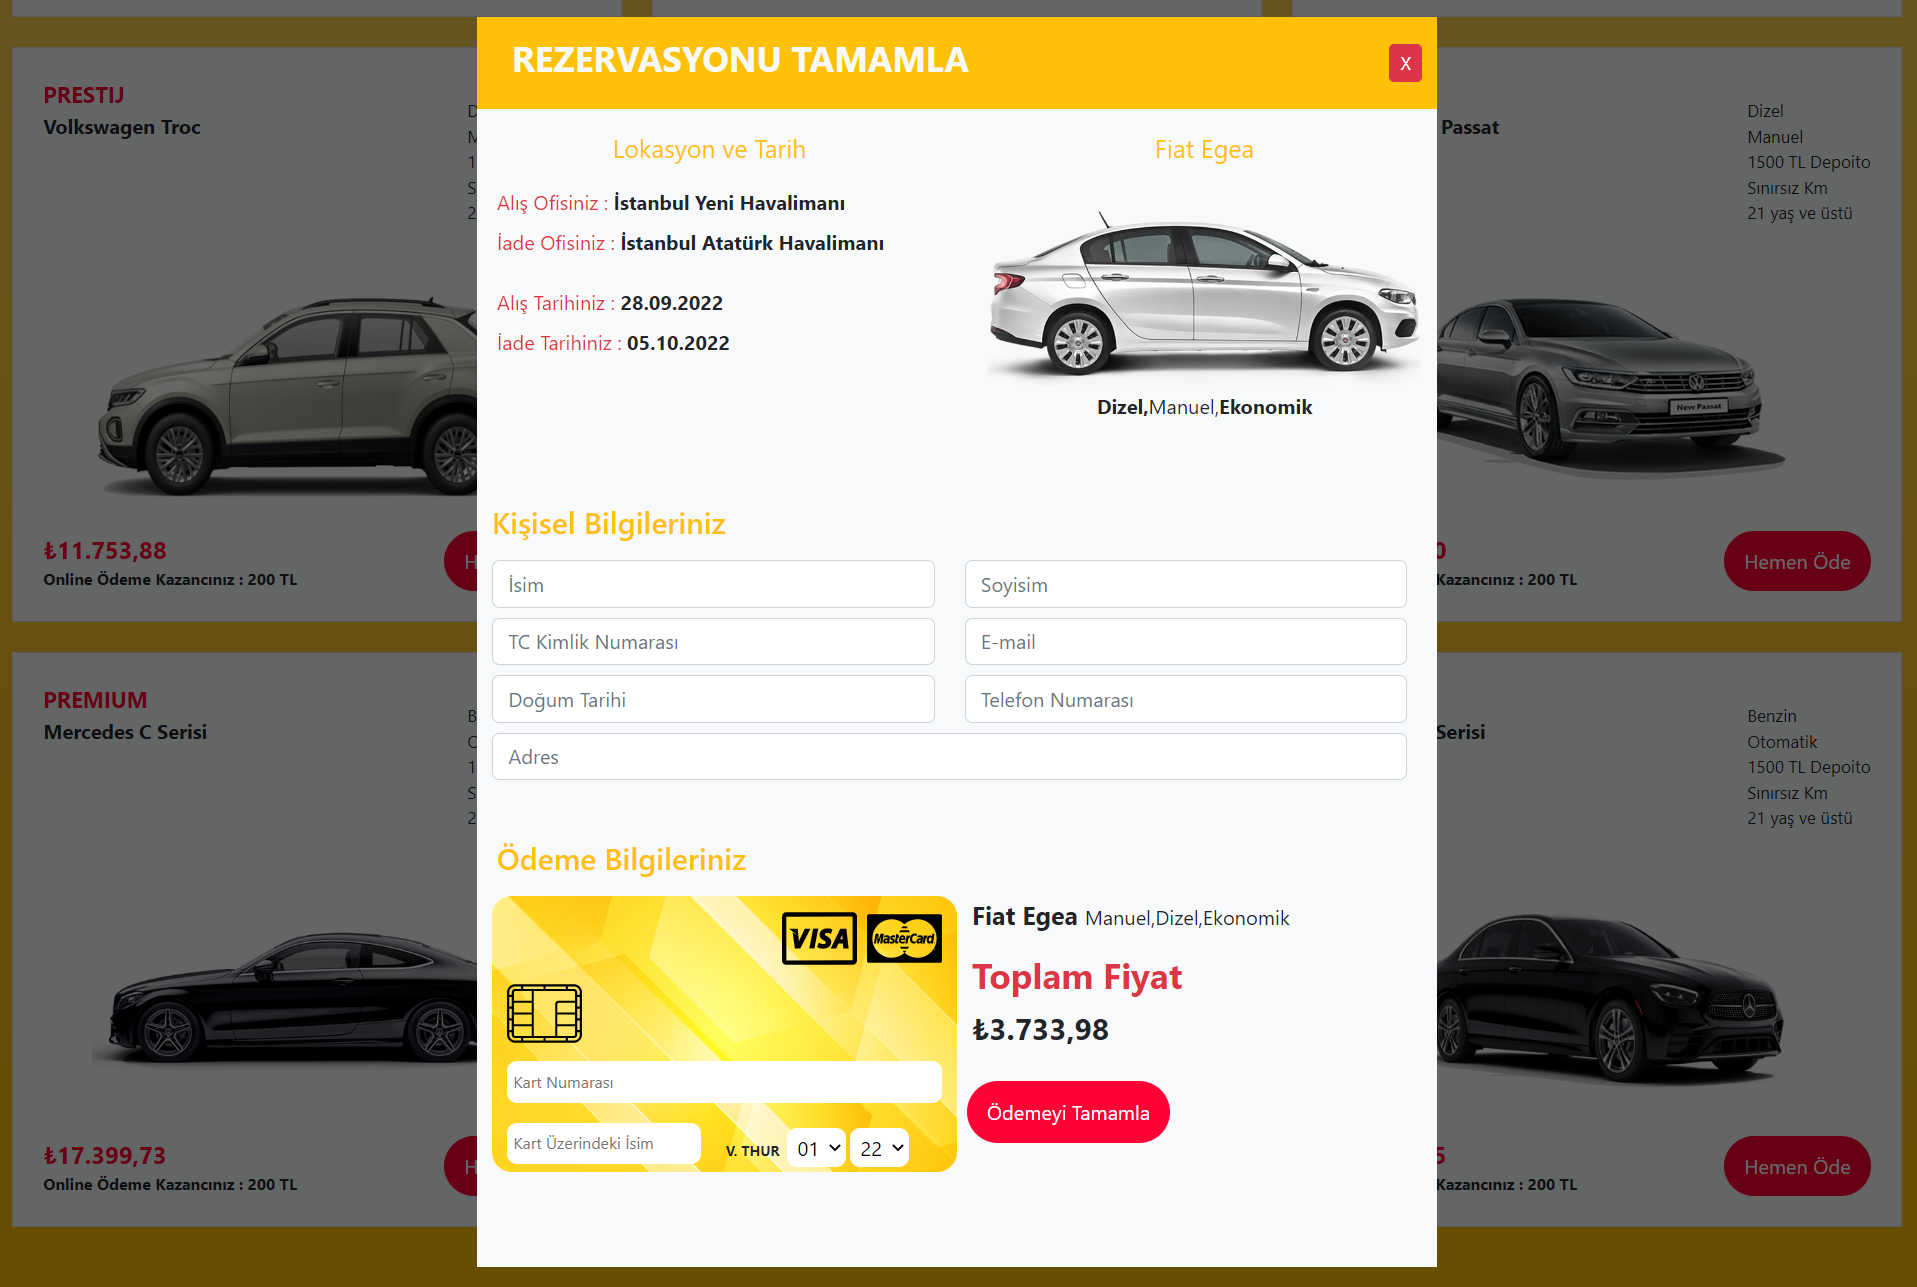 REZERVASYONU TAMAMLA
X
Lokasyon ve Tarih
Alış Ofisiniz : İstanbul Yeni Havalimanı
İade Ofisiniz : İstanbul Atatürk Havalimanı
Alış Tarihiniz : 28.09.2022
İade Tarihiniz : 05.10.2022
Fiat Egea
Dizel,Manuel,Ekonomik
Kişisel Bilgileriniz
İsim
Soyisim
TC Kimlik Numarası
E-mail
Doğum Tarihi
Telefon Numarası
Adres
Ödeme Bilgileriniz
VISA
MasterCard
Kart Numarası
Kart Üzerindeki İsim
V. THUR 01 22
Fiat Egea Manuel,Dizel,Ekonomik
Toplam Fiyat
₺3.733,98
Ödemeyi Tamamla
PRESTIJ
Volkswagen Troc
₺11.753,88
Online Ödeme Kazancınız : 200 TL
Passat
Dizel
Manuel
1500 TL Depoito
Sınırsız Km
21 yaş ve üstü
New Passat
Kazancınız : 200 TL
Hemen Öde
PREMIUM
Mercedes C Serisi
₺17.399,73
Online Ödeme Kazancınız : 200 TL
Serisi
Benzin
Otomatik
1500 TL Depoito
Sınırsız Km
21 yaş ve üstü
Kazancınız : 200 TL
Hemen Öde